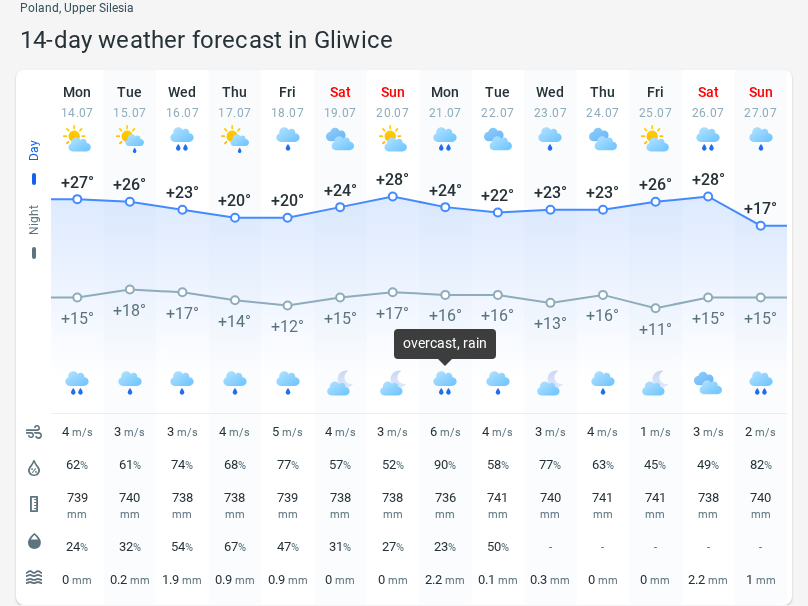 Poland, Upper Silesia
14-day weather forecast in Gliwice
Mon Tue Wed Thu Fri Sat Sun Mon Tue Wed Thu Fri Sat Sun
14.07 15.07 16.07 17.07 18.07 19.07 20.07 21.07 22.07 23.07 24.07 25.07 26.07 27.07
Day
+27° +26° +23° +20° +20° +24° +28° +24° +22° +23° +23° +26° +28° +17°
Night
+15° +18° +17° +14° +12° +15° +17° +16° +16° +13° +16° +11° +15° +15°
overcast, rain
4 m/s 3 m/s 3 m/s 4 m/s 5 m/s 4 m/s 3 m/s 6 m/s 4 m/s 3 m/s 4 m/s 1 m/s 3 m/s 2 m/s
62% 61% 74% 68% 77% 57% 52% 90% 58% 77% 63% 45% 49% 82%
739 740 738 738 739 738 738 736 741 740 741 741 738 740
mm mm mm mm mm mm mm mm mm mm mm mm mm mm
24% 32% 54% 67% 47% 31% 27% 23% 50% - - - - -
0 mm 0.2 mm 1.9 mm 0.9 mm 0.9 mm 0 mm 0 mm 2.2 mm 0.1 mm 0.3 mm 0 mm 0 mm 2.2 mm 1 mm